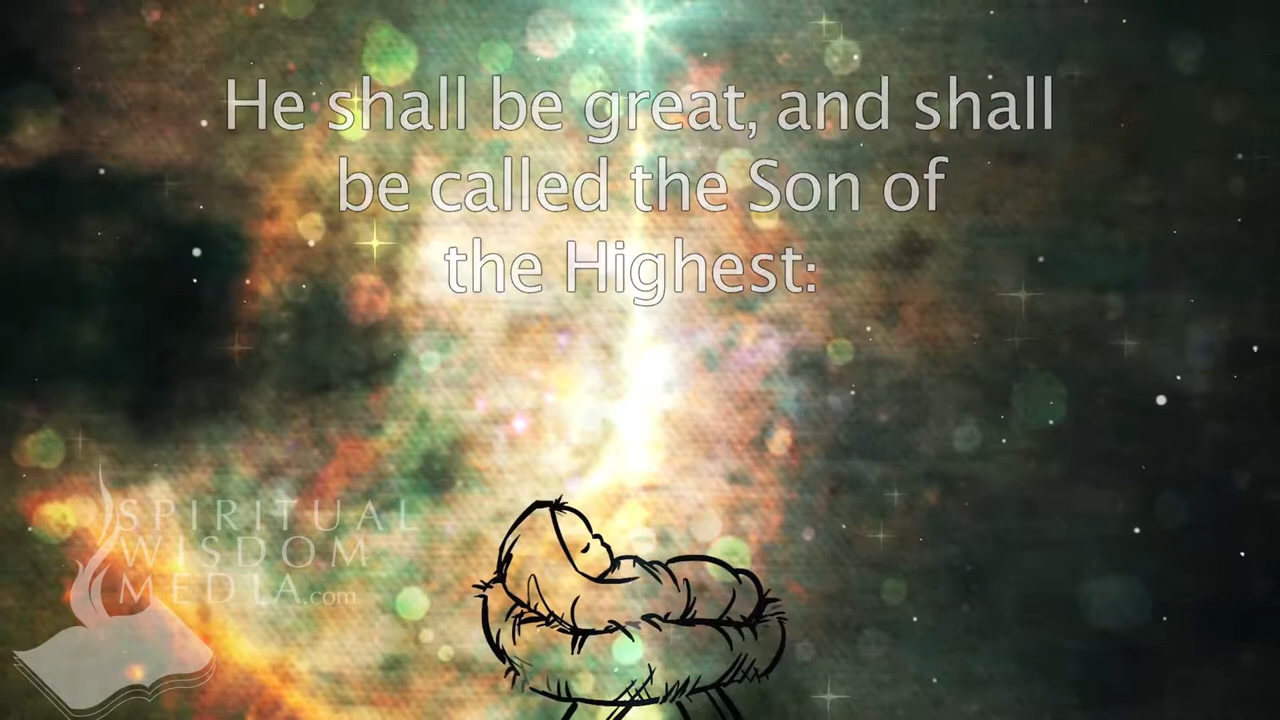 He shall be great, and shall
be called the Son of
the Highest:
SPIRITUAL
WISDOM
MEDIA.com